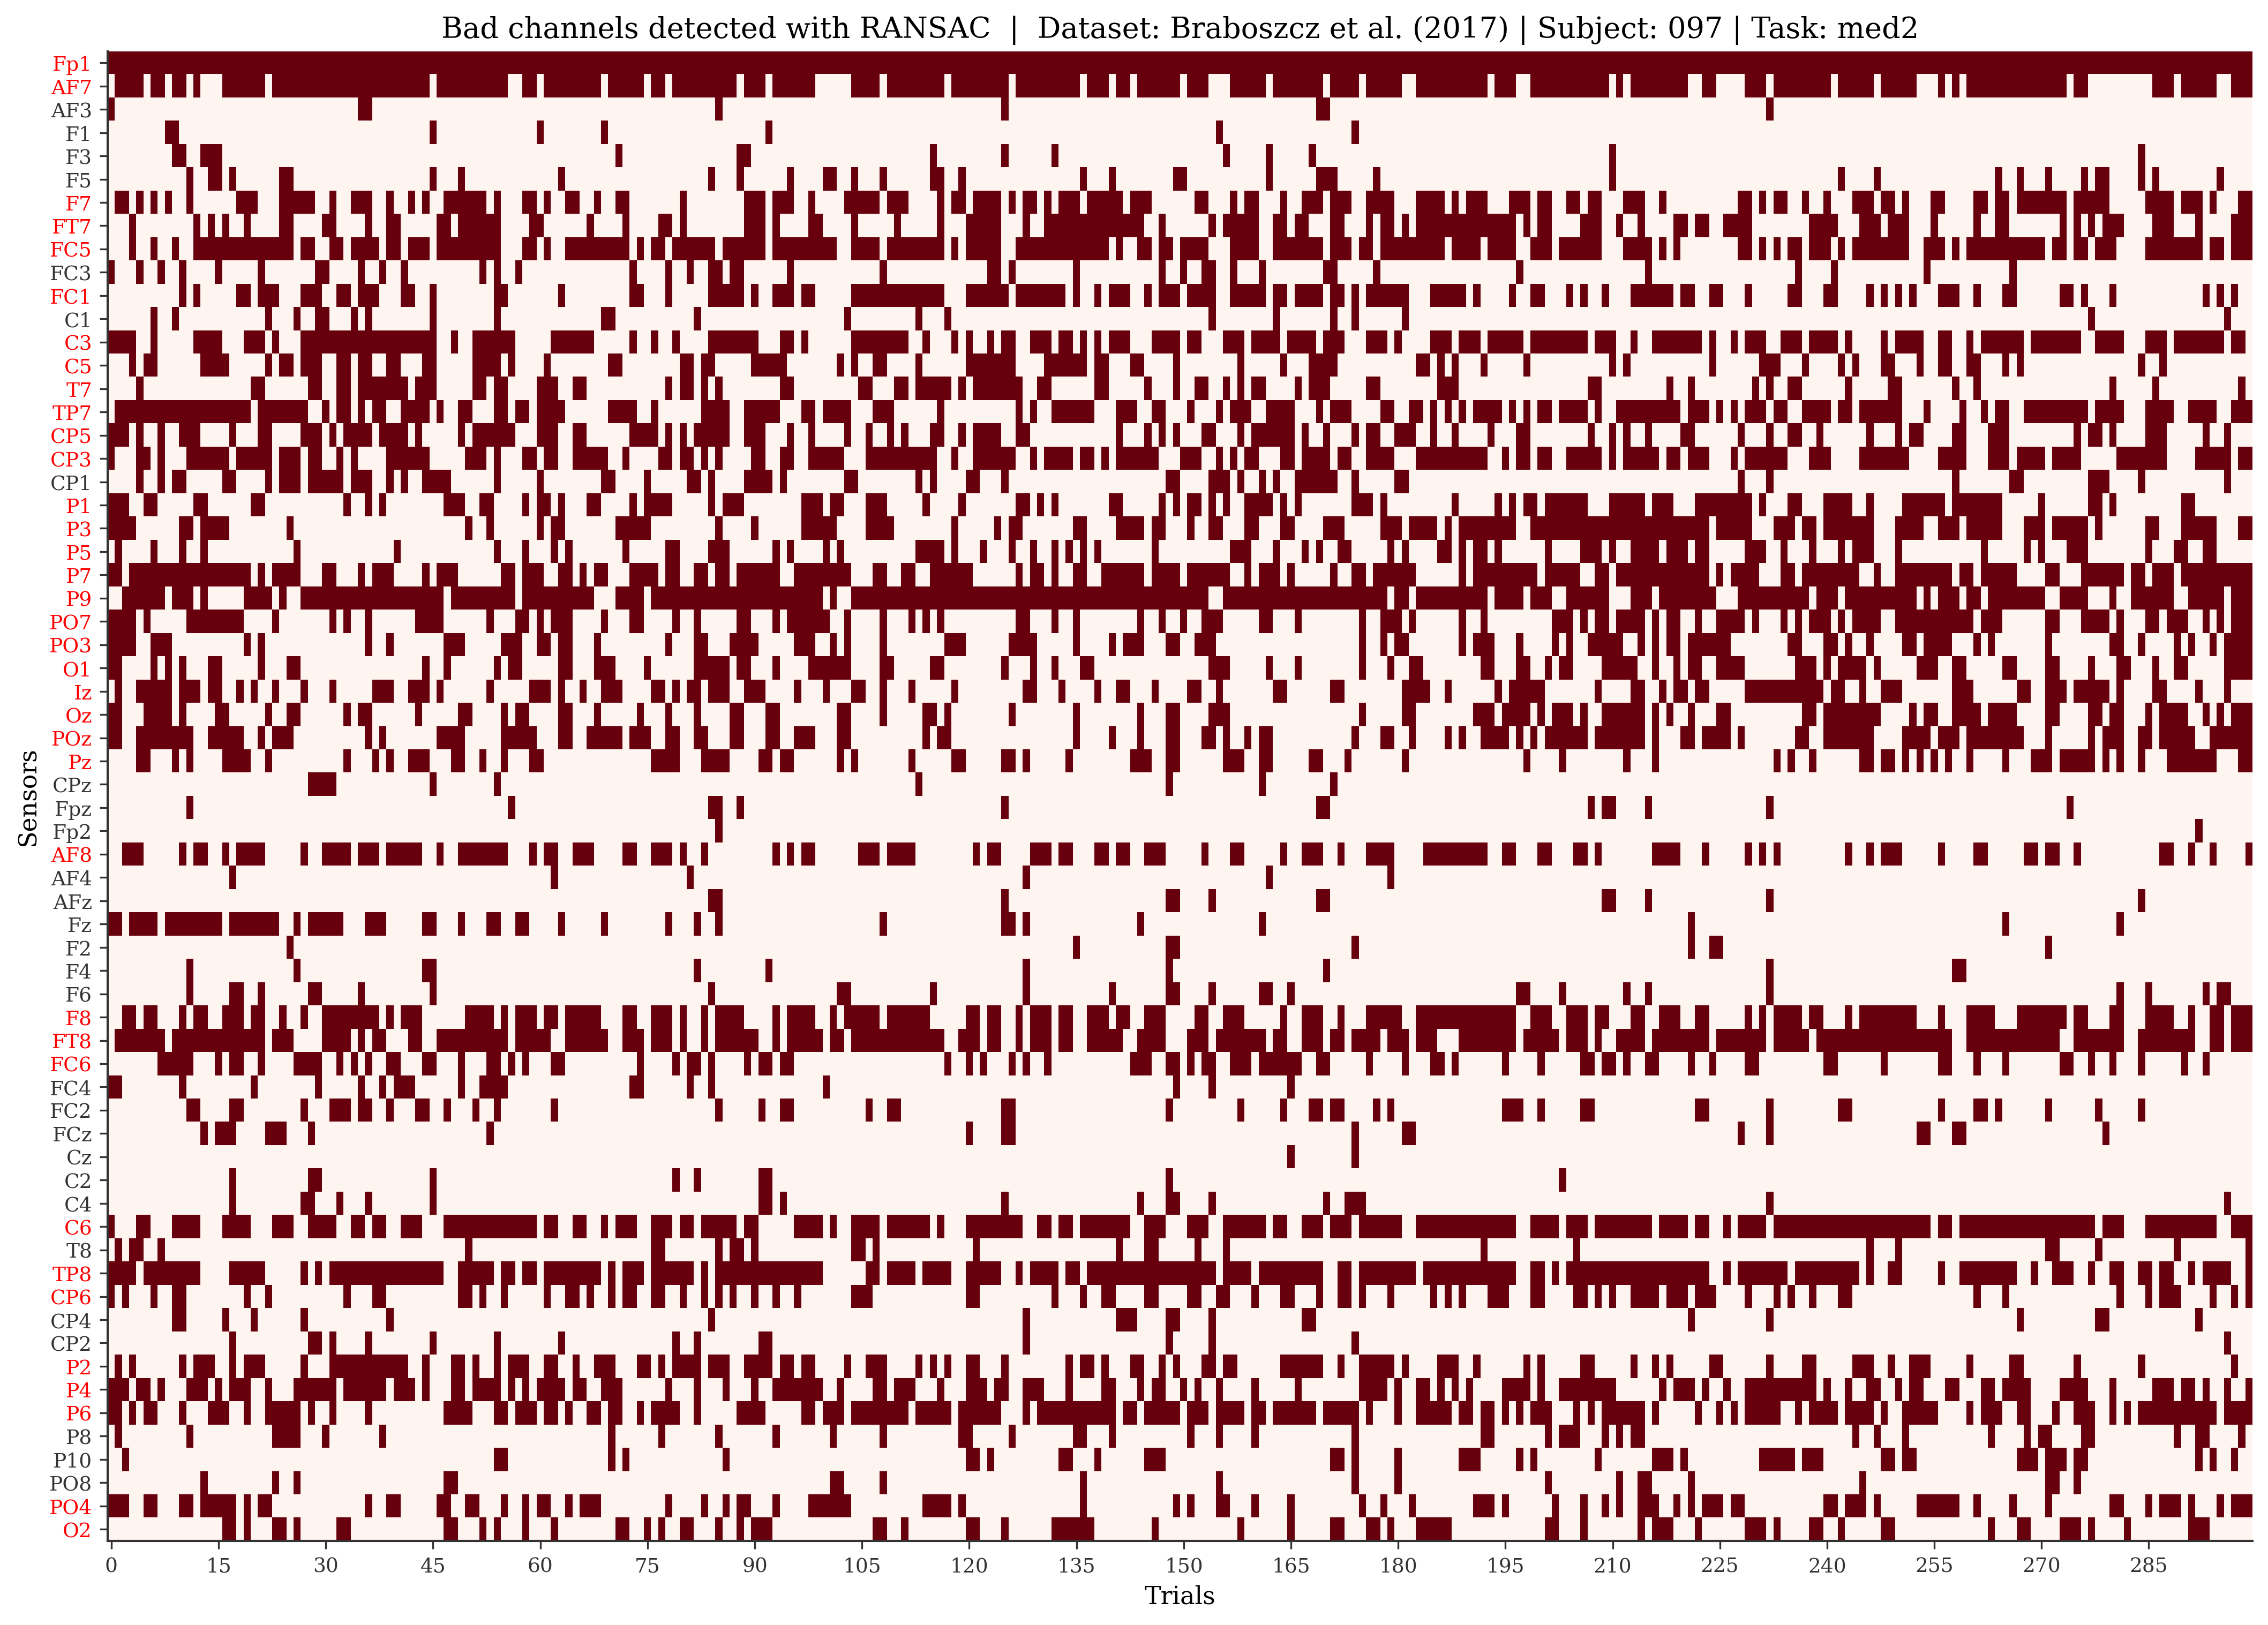 Bad channels detected with RANSAC | Dataset: Braboszcz et al. (2017) | Subject: 097 | Task: med2
Sensors
Fp1
AF7
AF3
F1
F3
F5
F7
FT7
FC5
FC3
FC1
C1
C3
C5
T7
TP7
CP5
CP3
CP1
P1
P3
P5
P7
P9
PO7
PO3
O1
Iz
Oz
POz
Pz
CPz
Fpz
Fp2
AF8
AF4
AFz
Fz
F2
F4
F6
F8
FT8
FC6
FC4
FC2
FCz
Cz
C2
C4
C6
T8
TP8
CP6
CP4
CP2
P2
P4
P6
P8
P10
PO8
PO4
O2
0 15 30 45 60 75 90 105 120 135 150 165 180 195 210 225 240 255 270 285
Trials